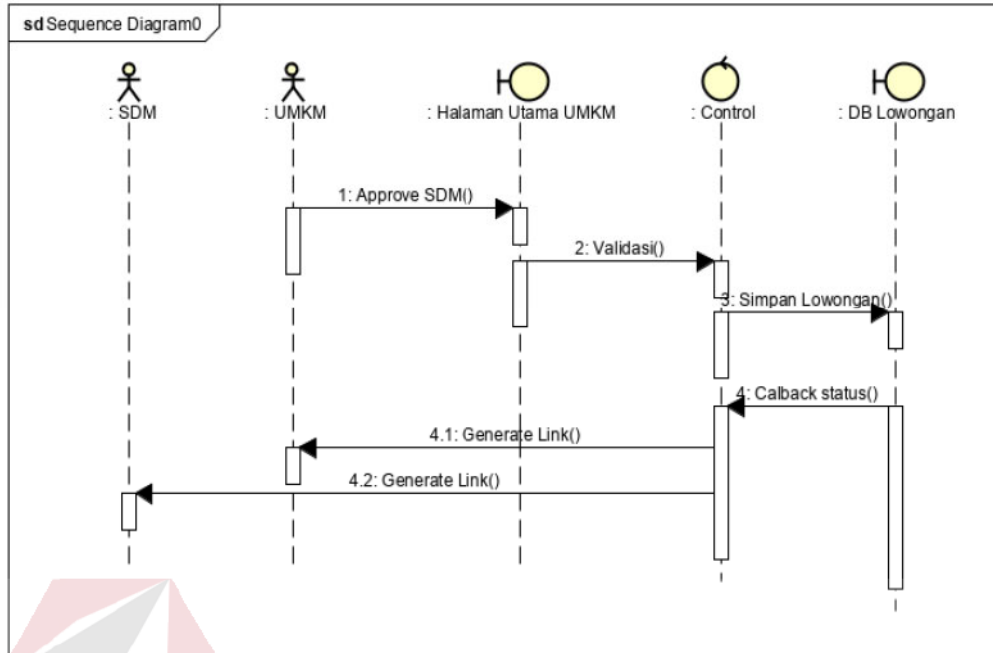 sd Sequence Diagram0
: SDM
: UMKM
: Halaman Utama UMKM
: Control
: DB Lowongan
1: Approve SDM()
2: Validasi()
3: Simpan Lowongan()
4: Calback status()
4.1: Generate Link()
4.2: Generate Link()